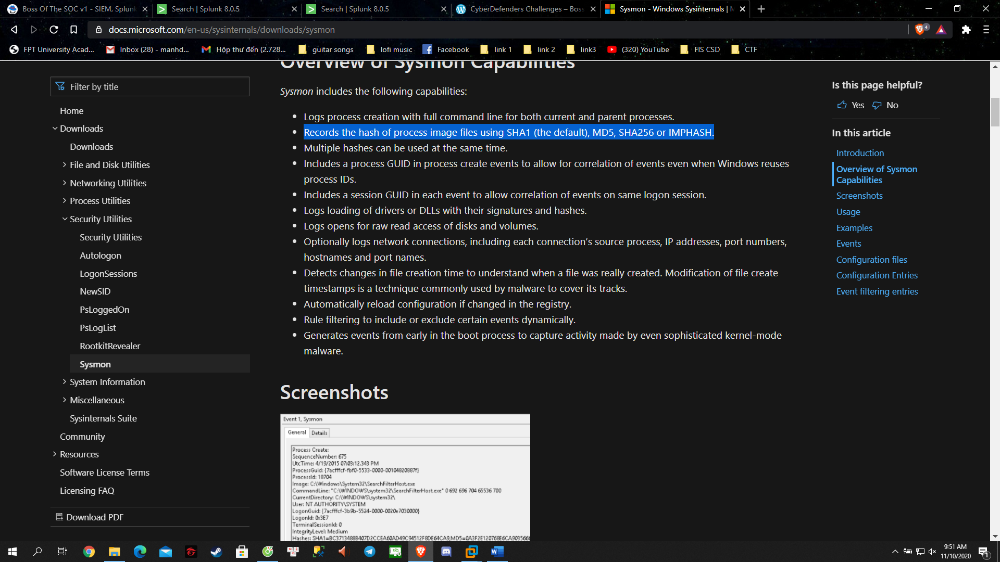 Boss Of The SOC v1 - SIEM, Splunk
Search | Splunk 8.0.5
Search | Splunk 8.0.5
CyberDefenders Challenges – Boss
Sysmon - Windows Sysinternals | M
docs.microsoft.com/en-us/sysinternals/downloads/sysmon
4
FPT University Acad...
Inbox (28) - manhd...
Hộp thư đến (2.728...
guitar songs
lofi music
Facebook
link 1
link 2
link3
(320) YouTube
FIS CSD
CTF
Filter by title
Home
Downloads
Downloads
File and Disk Utilities
Networking Utilities
Process Utilities
Security Utilities
Security Utilities
Autologon
LogonSessions
NewSID
PsLoggedOn
PsLogList
RootkitRevealer
Sysmon
System Information
Miscellaneous
Sysinternals Suite
Community
Resources
Software License Terms
Licensing FAQ
Download PDF
Overview of Sysmon Capabilities
Sysmon includes the following capabilities:
Logs process creation with full command line for both current and parent processes.
Records the hash of process image files using SHA1 (the default), MD5, SHA256 or IMPHASH.
Multiple hashes can be used at the same time.
Includes a process GUID in process create events to allow for correlation of events even when Windows reuses
process IDs.
Includes a session GUID in each event to allow correlation of events on same logon session.
Logs loading of drivers or DLLs with their signatures and hashes.
Logs opens for raw read access of disks and volumes.
Optionally logs network connections, including each connection’s source process, IP addresses, port numbers,
hostnames and port names.
Detects changes in file creation time to understand when a file was really created. Modification of file create
timestamps is a technique commonly used by malware to cover its tracks.
Automatically reload configuration if changed in the registry.
Rule filtering to include or exclude certain events dynamically.
Generates events from early in the boot process to capture activity made by even sophisticated kernel-mode
malware.
Screenshots
Event 1, Sysmon
General
Details
Process Create:
SequenceNumber: 675
UtcTime: 4/19/2015 07:03:12.343 PM
ProcessGuid: {7acfffcf-fbf0-5533-0000-00104820887f}
ProcessId: 18704
Image: C:\Windows\System32\SearchFilterHost.exe
CommandLine: "C:\WINDOWS\system32\SearchFilterHost.exe" 0 692 696 704 65536 700
CurrentDirectory: C:\WINDOWS\system32\
User: NT AUTHORITY\SYSTEM
LogonGuid: {7acfffcf-3b9b-5524-0000-0020e7030000}
LogonId: 0x3E7
TerminalSessionId: 0
IntegrityLevel: Medium
Hashes: SHA1=BC3713488B407D2CCEA60AD49C94512F8DE64CA9,MD5=0A3F2E120768E6CA9035666
Is this page helpful?
Yes
No
In this article
Introduction
Overview of Sysmon
Capabilities
Screenshots
Usage
Examples
Events
Configuration files
Configuration Entries
Event filtering entries
9:51 AM
11/10/2020
1